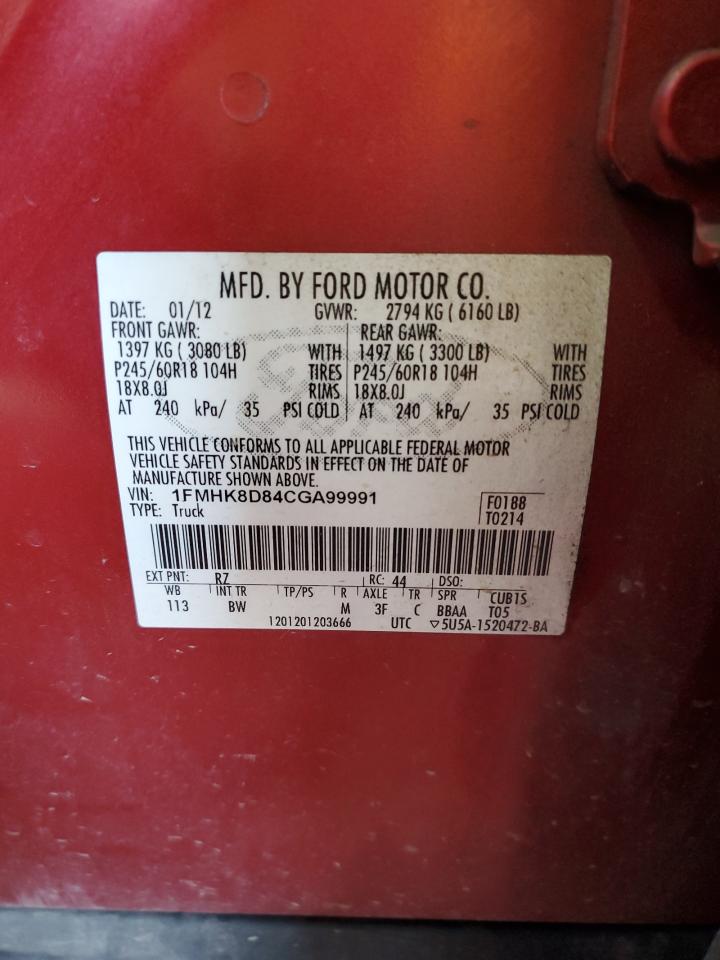 MFD. BY FORD MOTOR CO.
DATE: 01/12 GVWR: 2794 KG ( 6160 LB)
FRONT GAWR: REAR GAWR:
1397 KG ( 3080 LB) WITH 1497 KG ( 3300 LB) WITH
P245/60R18 104H TIRES P245/60R18 104H TIRES
18X8.0J RIMS 18X8.0J RIMS
AT 240 kPa/ 35 PSI COLD AT 240 kPa/ 35 PSI COLD
THIS VEHICLE CONFORMS TO ALL APPLICABLE FEDERAL MOTOR
VEHICLE SAFETY STANDARDS IN EFFECT ON THE DATE OF
MANUFACTURE SHOWN ABOVE.
VIN: 1FMHK8D84CGA99991 F0188
TYPE: Truck T0214
EXT PNT: RZ RC: 44 DSO:
WB INT TR TP/PS R AXLE TR SPR CUBTS
113 BW M 3F C BBAA T05
1201201203666 UTC ▽5U5A-1520472-BA
Ford